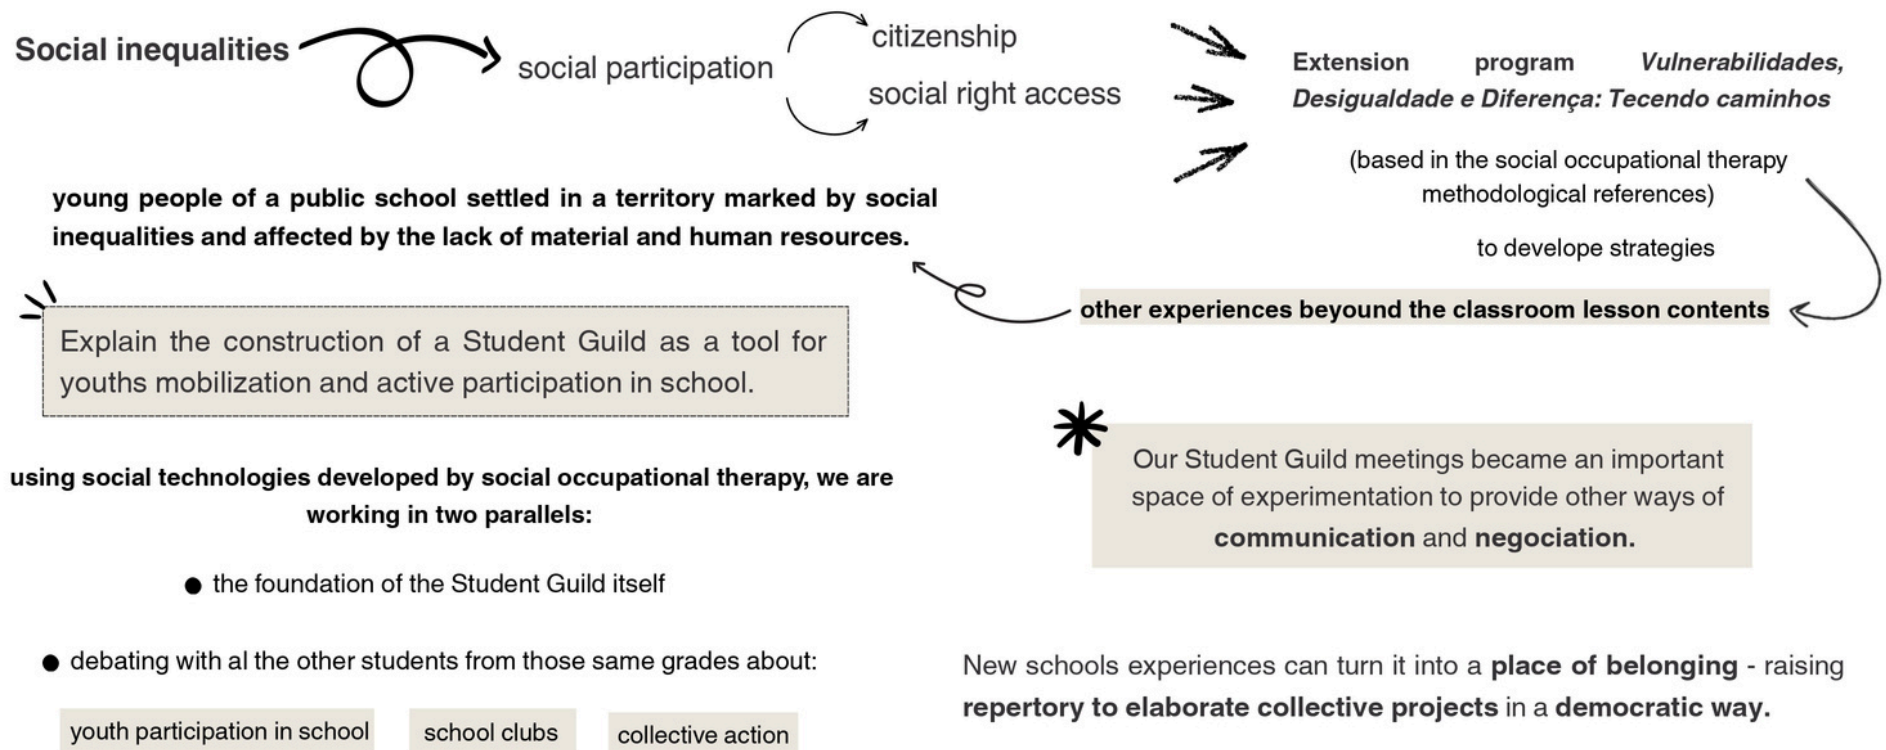 Social inequalities
social participation
citizenship
social right access
Extension program Vulnerabilidades,
Desigualdade e Diferença: Tecendo caminhos
(based in the social occupational therapy
methodological references)
to develope strategies
other experiences beyound the classroom lesson contents
young people of a public school settled in a territory marked by social
inequalities and affected by the lack of material and human resources.
Explain the construction of a Student Guild as a tool for
youths mobilization and active participation in school.
using social technologies developed by social occupational therapy, we are
working in two parallels:
● the foundation of the Student Guild itself
● debating with al the other students from those same grades about:
youth participation in school
school clubs
collective action
Our Student Guild meetings became an important
space of experimentation to provide other ways of
communication and negociation.
New schools experiences can turn it into a place of belonging - raising
repertory to elaborate collective projects in a democratic way.